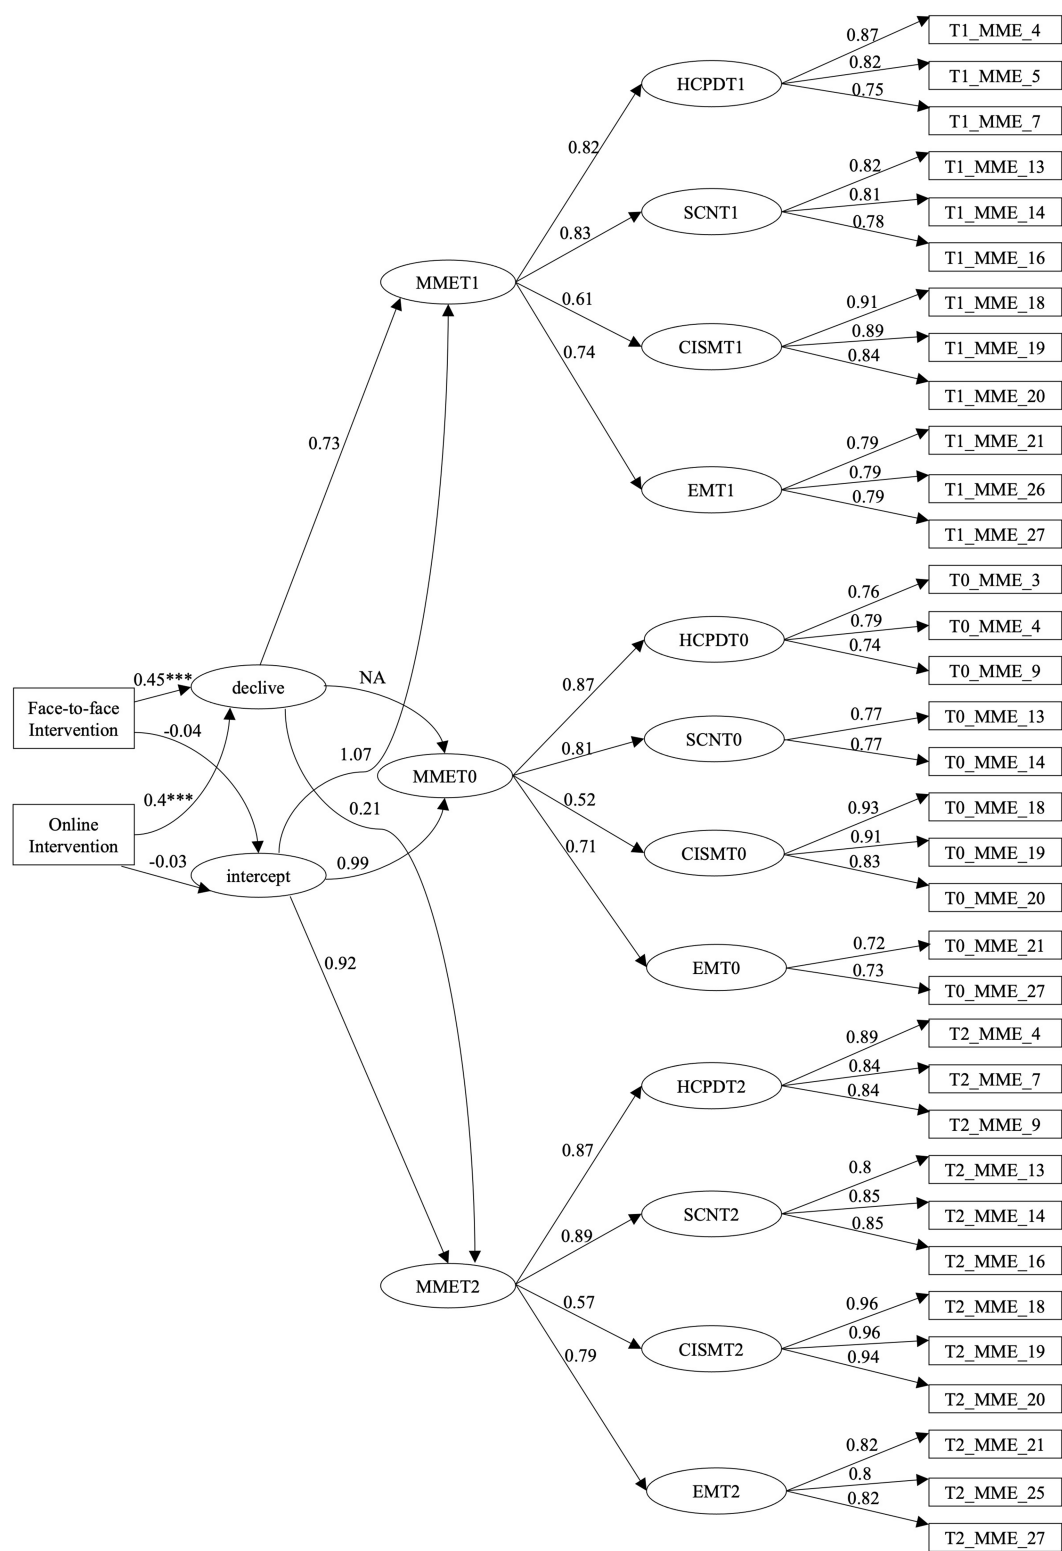 0.87
T1_MME_4
0.82
T1_MME_5
HCPDT1
0.75
T1_MME_7
0.82
0.82
T1_MME_13
0.81
T1_MME_14
SCNT1
0.78
T1_MME_16
0.83
MMET1
0.61
0.91
T1_MME_18
0.89
T1_MME_19
CISMT1
0.84
T1_MME_20
0.74
0.79
T1_MME_21
0.79
T1_MME_26
EMT1
0.79
T1_MME_27
0.73
0.76
T0_MME_3
0.79
T0_MME_4
HCPDT0
0.74
T0_MME_9
0.87
0.45***
declive
NA
Face-to-face
Intervention
-0.04
0.77
T0_MME_13
SCNT0
0.77
T0_MME_14
0.81
1.07
MMET0
0.4***
0.21
0.52
Online
Intervention
0.93
T0_MME_18
0.91
T0_MME_19
CISMT0
0.83
T0_MME_20
0.71
-0.03
intercept
0.99
0.72
T0_MME_21
EMT0
0.73
T0_MME_27
0.92
0.89
T2_MME_4
0.84
T2_MME_7
HCPDT2
0.84
T2_MME_9
0.87
0.8
T2_MME_13
0.85
T2_MME_14
SCNT2
0.85
T2_MME_16
0.89
MMET2
0.57
0.96
T2_MME_18
0.96
T2_MME_19
CISMT2
0.94
T2_MME_20
0.79
0.82
T2_MME_21
0.8
T2_MME_25
EMT2
0.82
T2_MME_27